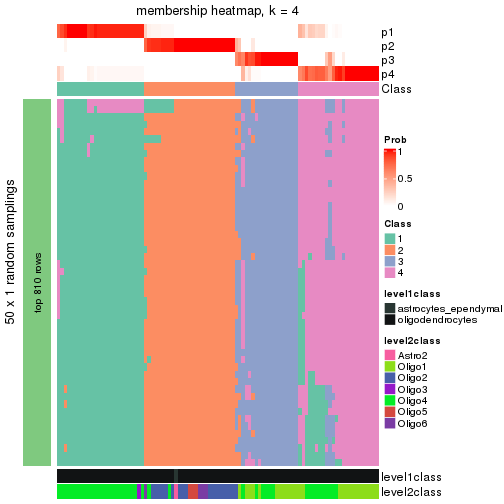 membership heatmap, k = 4
p1
p2
p3
p4
Class
50 x 1 random samplings
top 810 rows
Prob
1
0.5
0
Class
1
2
3
4
level1class
astrocytes_ependymal
oligodendrocytes
level2class
Astro2
Oligo1
Oligo2
Oligo3
Oligo4
Oligo5
Oligo6
level1class
level2class